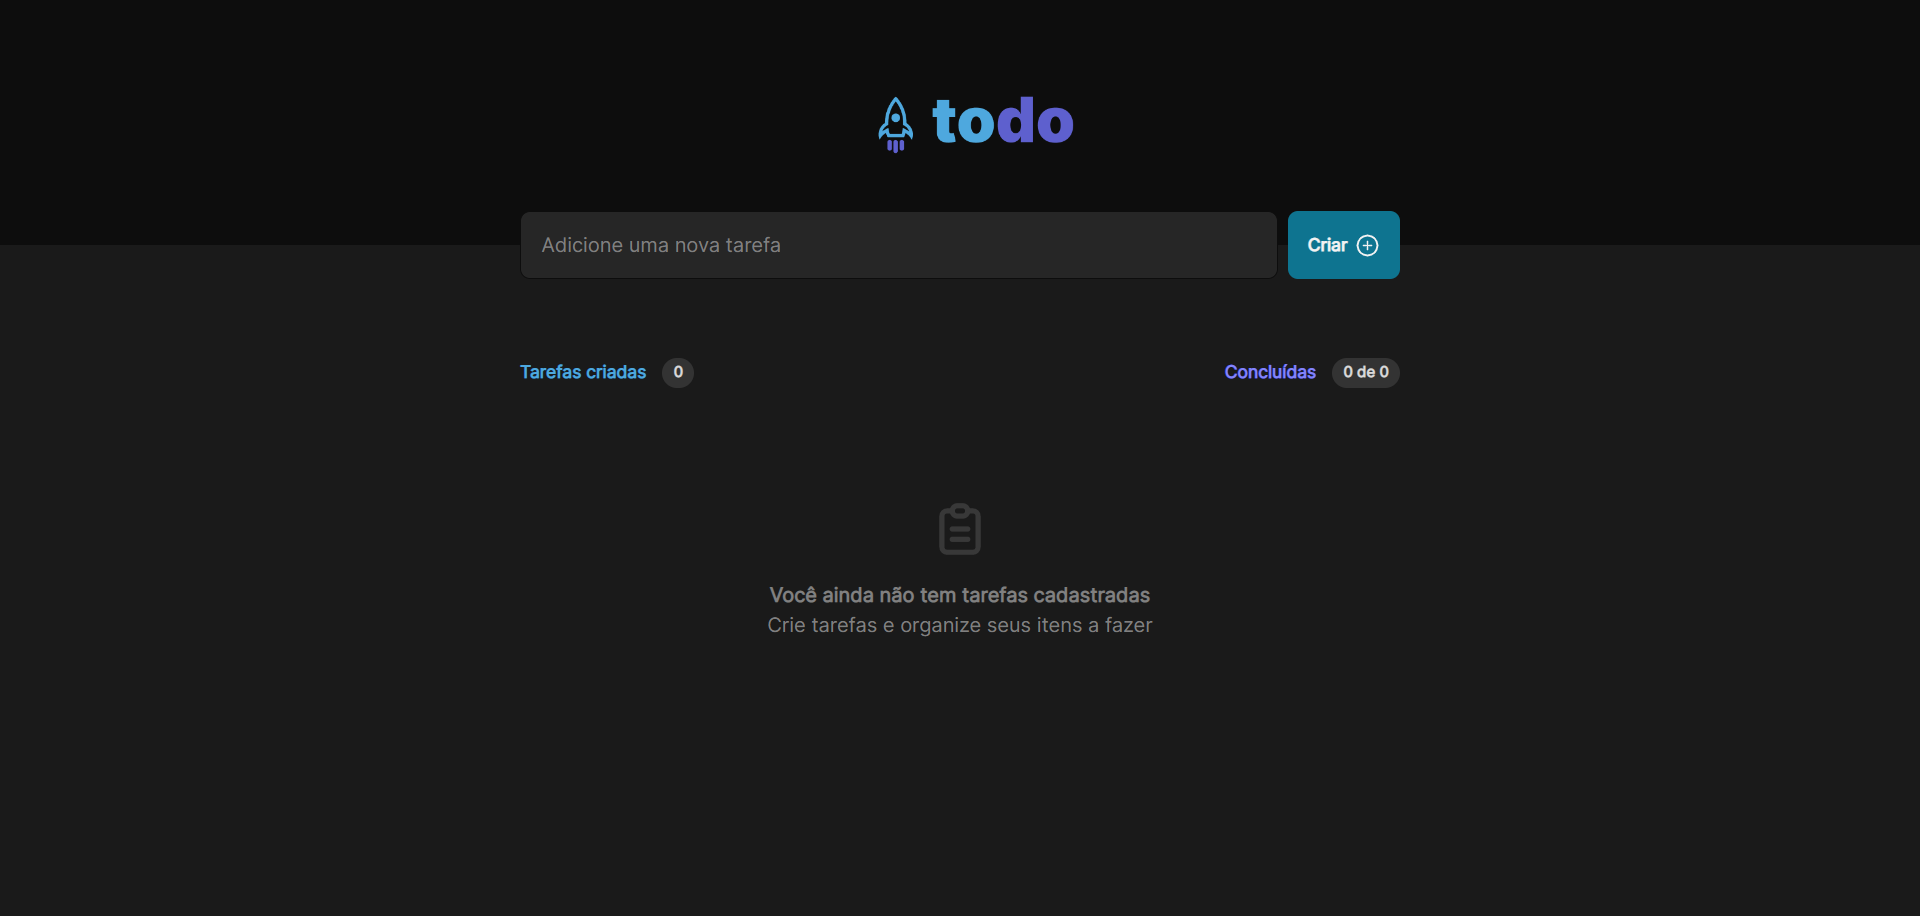 todo
Adicione uma nova tarefa
Criar
Tarefas criadas 0
Concluídas 0 de 0
Você ainda não tem tarefas cadastradas
Crie tarefas e organize seus itens a fazer